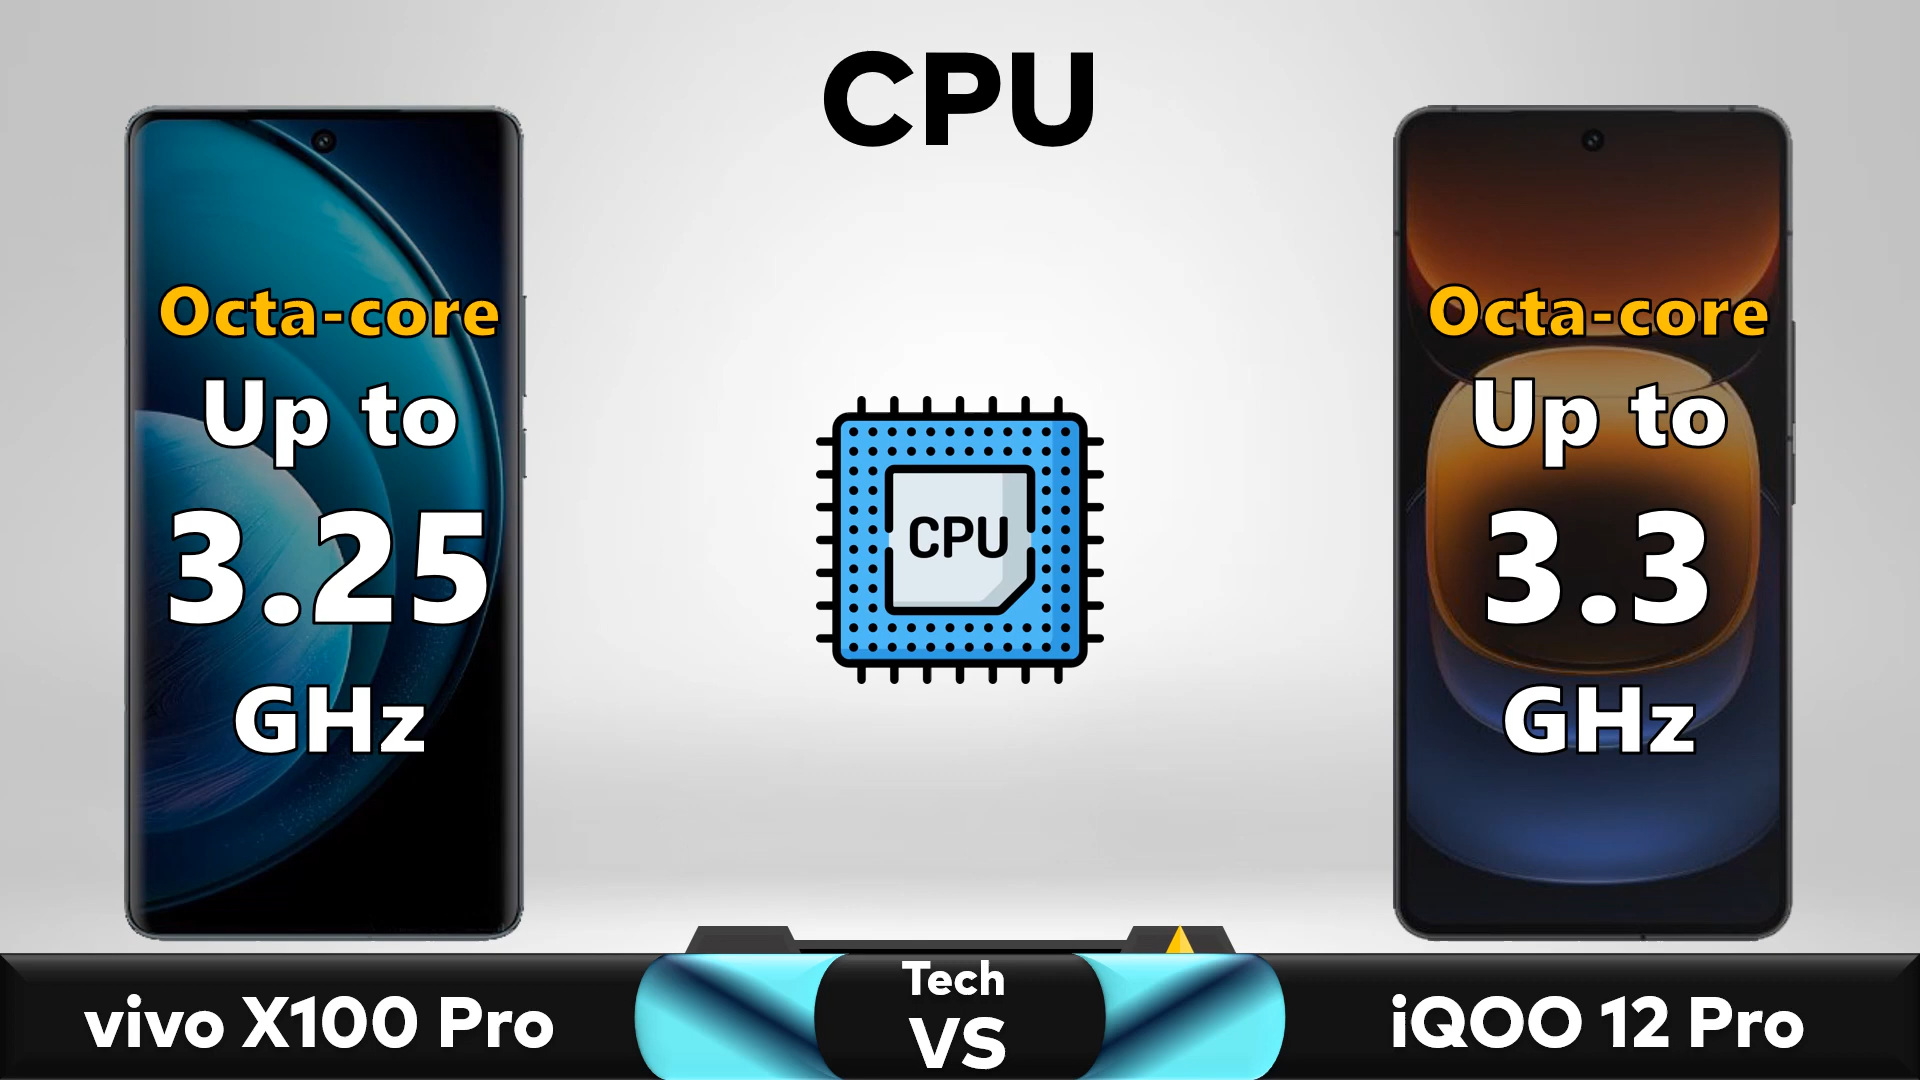 CPU
Octa-core
Up to
3.25
GHz
CPU
Octa-core
Up to
3.3
GHz
vivo X100 Pro
Tech
VS
iQOO 12 Pro